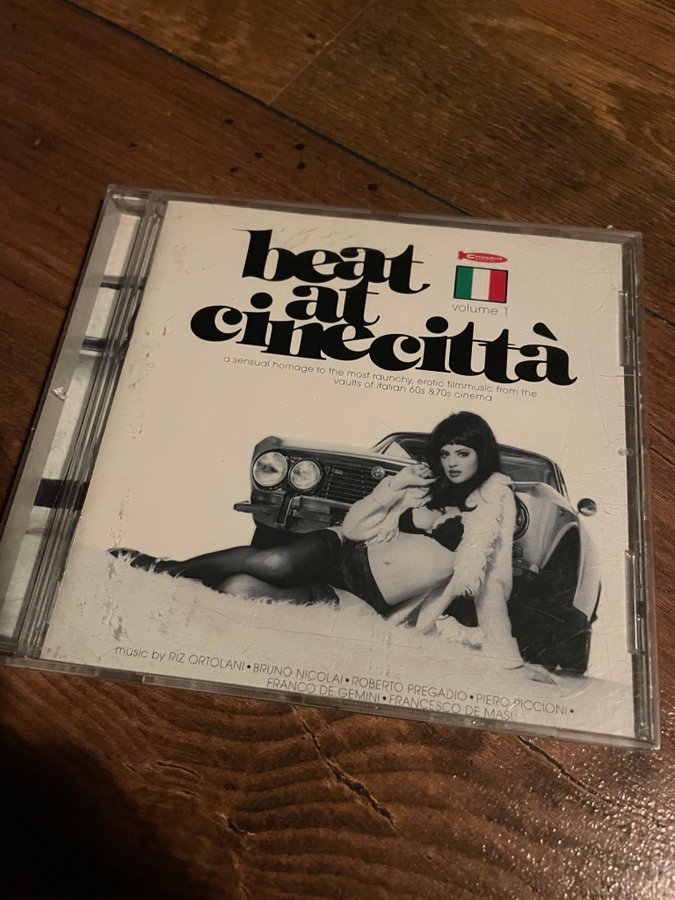 beat
at
cinecittà
Crippled
volume 1
a sensual homage to the most raunchy, erotic filmmusic from the
vaults of italian 60s &70s cinema
music by RIZ ORTOLANI • BRUNO NICOLAI • ROBERTO PREGADIO • PIERO PICCIONI •
FRANCO DE GEMINI • FRANCESCO DE MASI